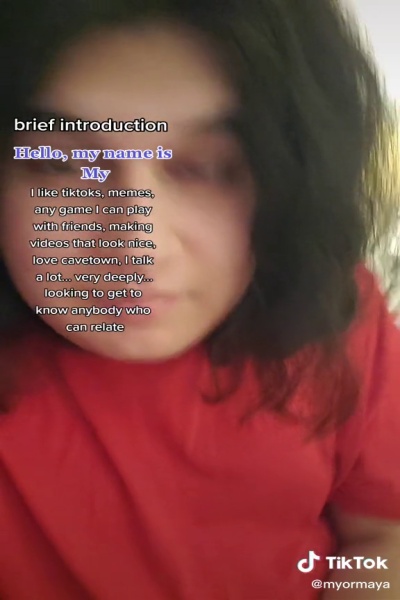 brief introduction
Hello, my name is
My
I like tiktoks, memes,
any game I can play
with friends, making
videos that look nice,
love cavetown, I talk
a lot... very deeply...
looking to get to
know anybody who
can relate
TikTok
@myormaya